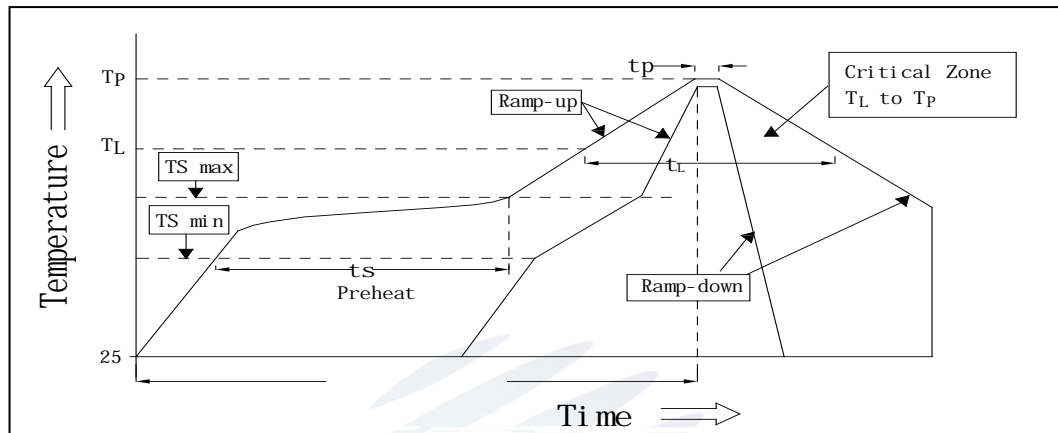 tp
Critical Zone
TL to TP
TP
Ramp-up
TL
tL
TS max
TS min
ts
Preheat
Ramp-down
25
Temperature
Time